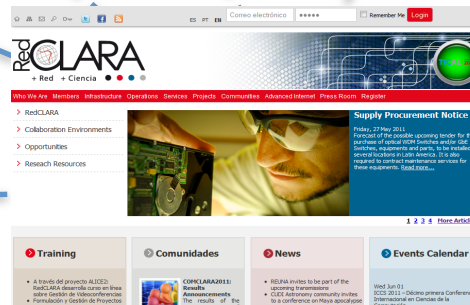 ES PT EN Correo electrónico ***** Remember Me Login
Red CLARA
+ Red + Ciencia
Who We Are Members Infrastructure Operations Services Projects Communities Advanced Internet Press Room Register
RedCLARA
Collaboration Environments
Opportunities
Reseach Resources
Supply Procurement Notice
Friday, 27 May 2011
Forecast of the possible upcoming tender for the
purchase of optical WDM Switches and/or GbE
Switches, equipments and parts, to be installed
several locations in Latin America. It is also
required to contract maintenance services for
these equipments. Read more...
1 2 3 4 More Artic
Training
Comunidades
News
Events Calendar
• A través del proyecto ALICE2:
RedCLARA desarrolla curso en línea
sobre Gestión de Videoconferencias
• Formulación y Gestión de Proyectos
COMCLARA2011:
Results
Announcements
The results of the
• REUNA invites to be part of the
upcoming transmissions
• CUDI Astronomy community invites
to a conference on Maya apocalypse
Wed Jun 01
ICCS 2011 – Décimo primera Conferen
Internacional en Ciencias de la